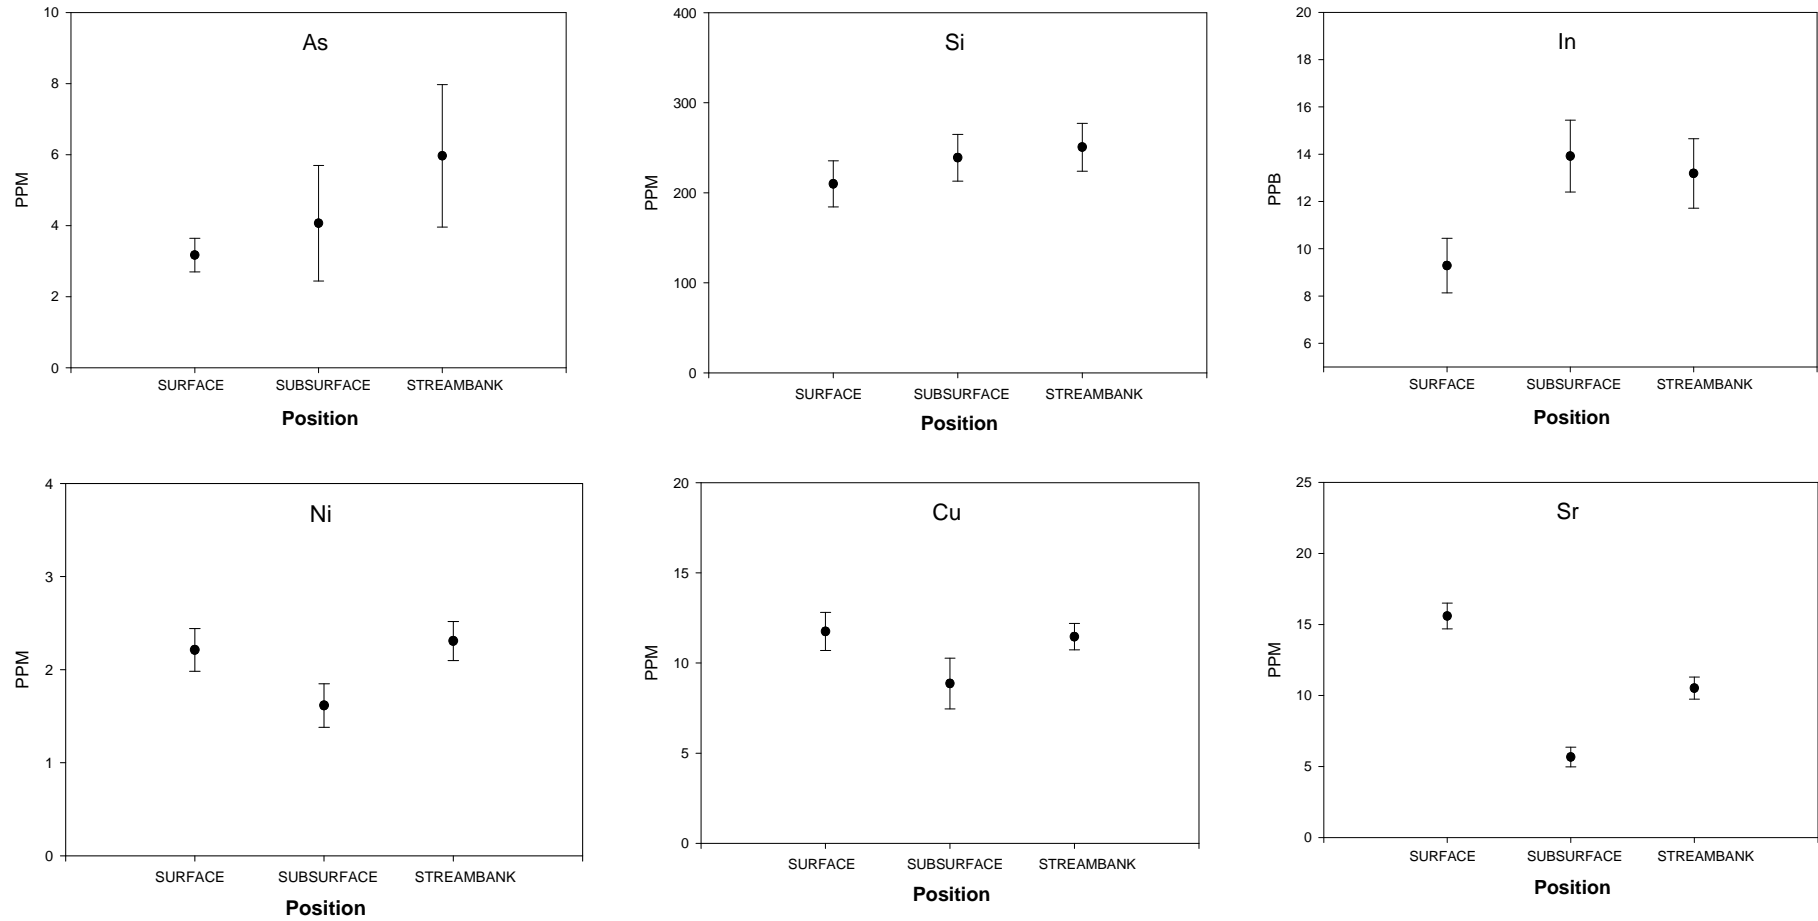 As
10
8
6
4
2
0
PPM
SURFACE SUBSURFACE STREAMBANK
Position
Si
400
300
200
100
0
PPM
SURFACE SUBSURFACE STREAMBANK
Position
In
20
18
16
14
12
10
8
6
PPB
SURFACE SUBSURFACE STREAMBANK
Position
Ni
4
3
2
1
0
PPM
SURFACE SUBSURFACE STREAMBANK
Position
Cu
20
15
10
5
0
PPM
SURFACE SUBSURFACE STREAMBANK
Position
Sr
25
20
15
10
5
0
PPM
SURFACE SUBSURFACE STREAMBANK
Position